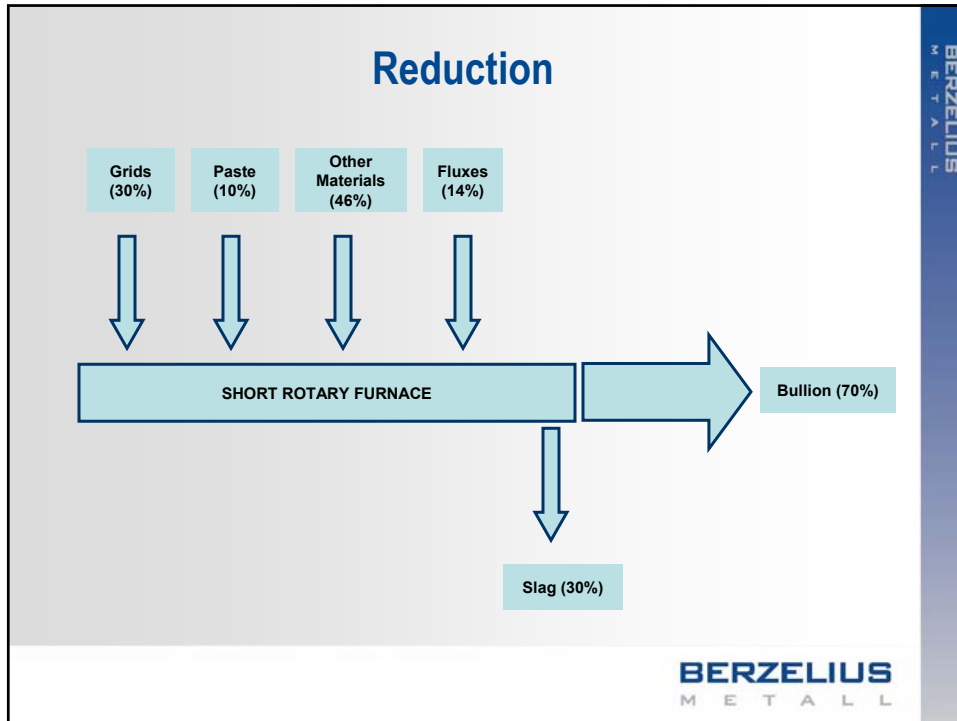 Reduction
Grids
(30%)
Paste
(10%)
Other
Materials
(46%)
Fluxes
(14%)
SHORT ROTARY FURNACE
Bullion (70%)
Slag (30%)
BERZELIUS
METALL
BERZELIUS
METALL